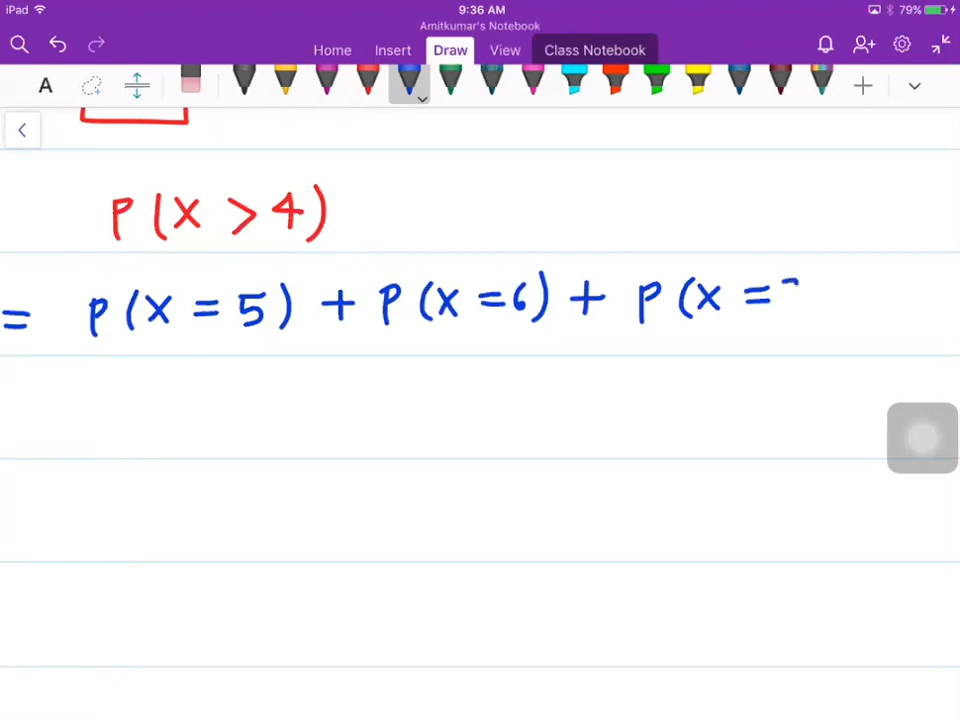 iPad 9:36 AM 79%
Amitkumar's Notebook
Home Insert Draw View Class Notebook
A
P(X > 4)
= P(X = 5) + P(X = 6) + P(X =